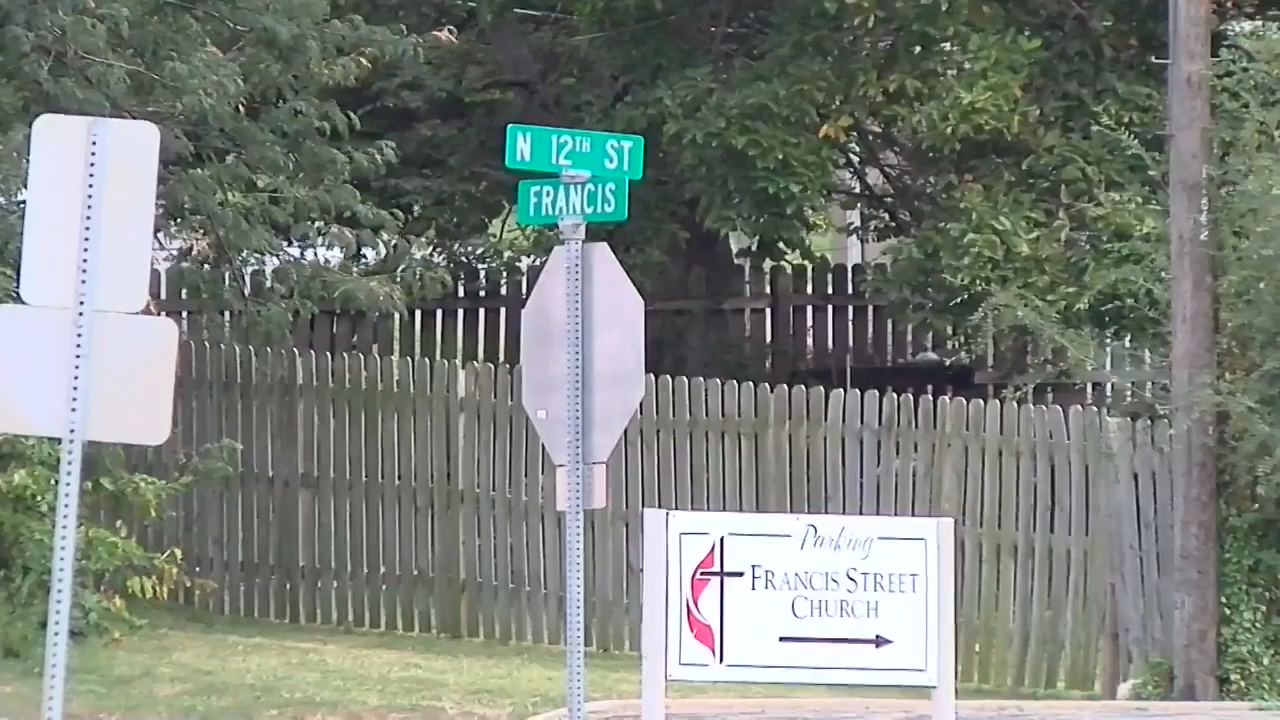 N 12TH ST
FRANCIS
Parking
FRANCIS STREET
CHURCH